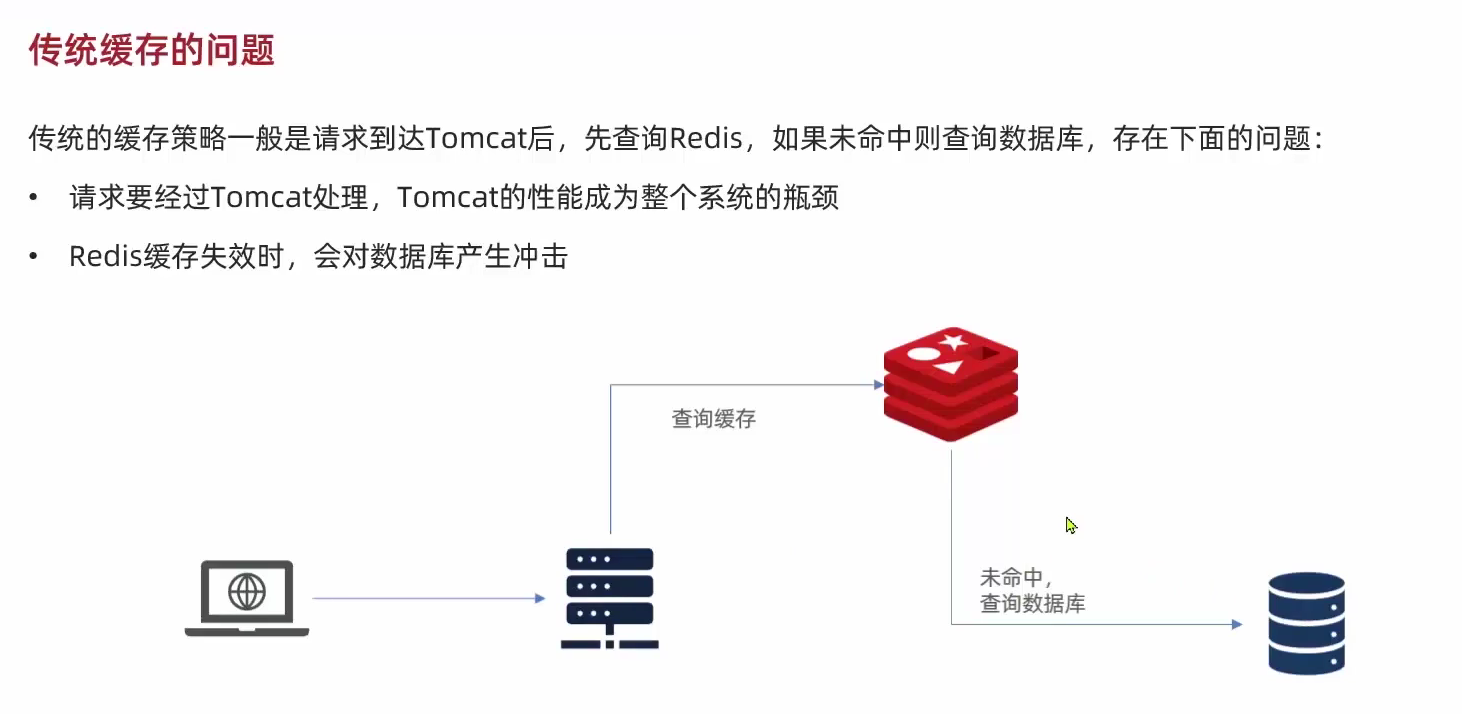 传统缓存的问题
传统的缓存策略一般是请求到达Tomcat后，先查询Redis，如果未命中则查询数据库，存在下面的问题：
• 请求要经过Tomcat处理，Tomcat的性能成为整个系统的瓶颈
• Redis缓存失效时，会对数据库产生冲击
查询缓存
未命中，
查询数据库